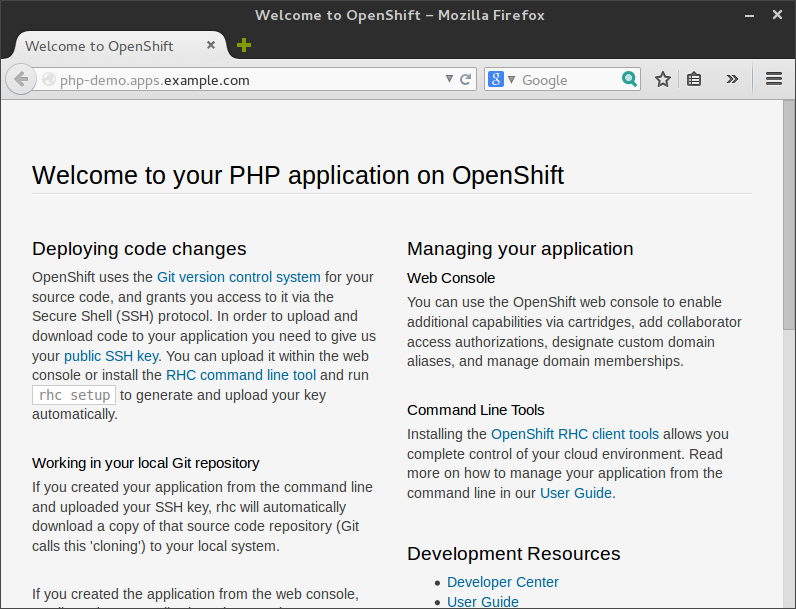 Welcome to OpenShift – Mozilla Firefox
Welcome to OpenShift
php-demo.apps.example.com
Google
Welcome to your PHP application on OpenShift
Deploying code changes
OpenShift uses the Git version control system for your
source code, and grants you access to it via the
Secure Shell (SSH) protocol. In order to upload and
download code to your application you need to give us
your public SSH key. You can upload it within the web
console or install the RHC command line tool and run
rhc setup to generate and upload your key
automatically.
Working in your local Git repository
If you created your application from the command line
and uploaded your SSH key, rhc will automatically
download a copy of that source code repository (Git
calls this 'cloning') to your local system.
If you created the application from the web console,
Managing your application
Web Console
You can use the OpenShift web console to enable
additional capabilities via cartridges, add collaborator
access authorizations, designate custom domain
aliases, and manage domain memberships.
Command Line Tools
Installing the OpenShift RHC client tools allows you
complete control of your cloud environment. Read
more on how to manage your application from the
command line in our User Guide.
Development Resources
Developer Center
User Guide